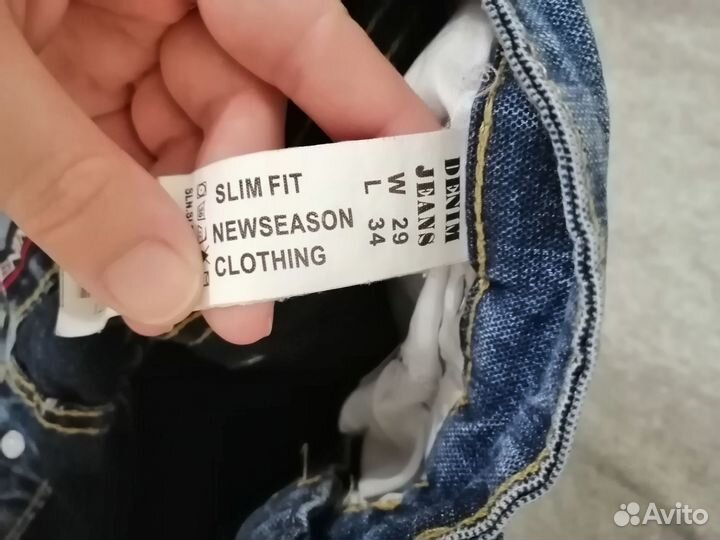 DENIM
JEANS
W 29
L 34
SLIM FIT
NEWSEASON
CLOTHING
Avito